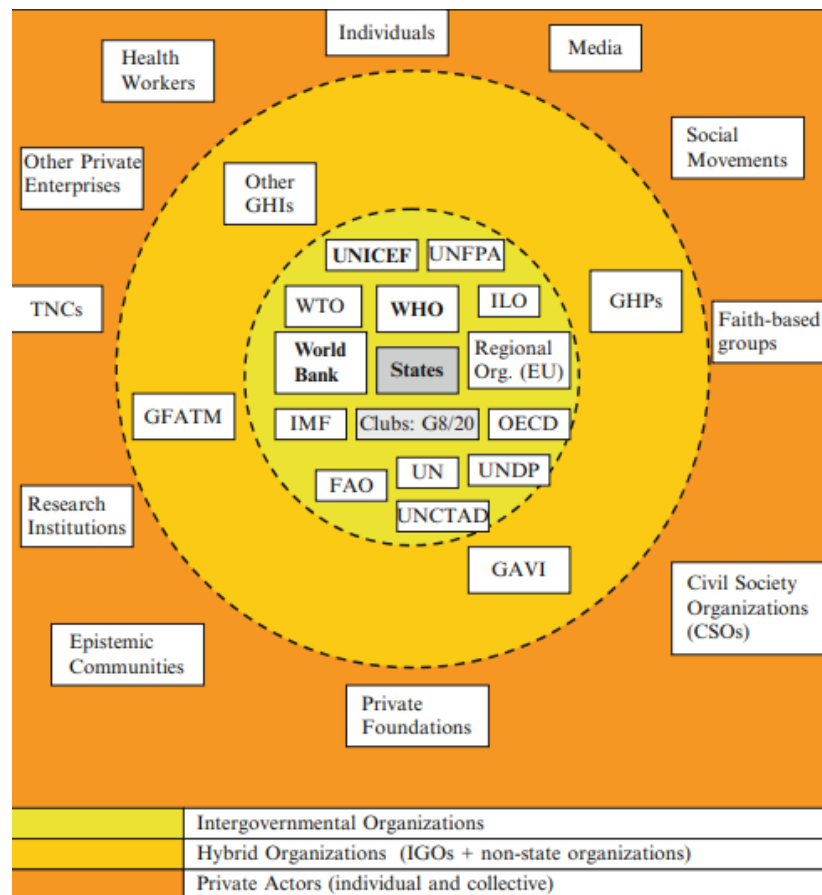 Individuals
Media
Health
Workers
Social
Movements
Other Private
Enterprises
Other
GHIs
UNICEF
UNFPA
WTO
WHO
ILO
GHPs
TNCs
Faith-based
groups
World
Bank
States
Regional
Org. (EU)
GFATM
IMF
Clubs: G8/20
OECD
FAO
UN
UNDP
UNCTAD
Research
Institutions
GAVI
Civil Society
Organizations
(CSOs)
Epistemic
Communities
Private
Foundations
Intergovernmental Organizations
Hybrid Organizations (IGOs + non-state organizations)
Private Actors (individual and collective)